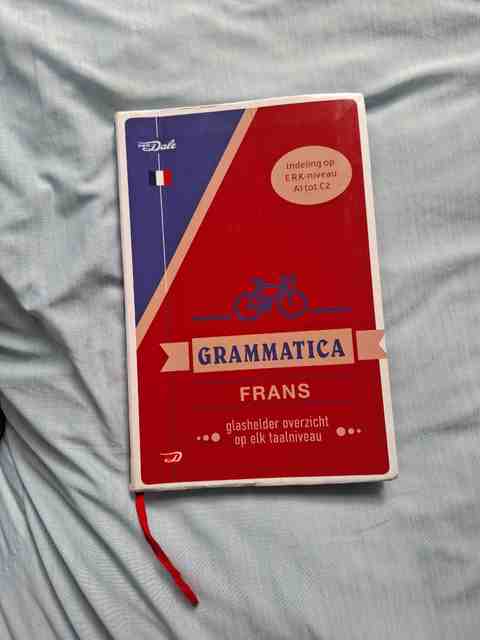 van Dale
indeling op
ERK-niveau
A1 tot C2
GRAMMATICA
FRANS
glashelder overzicht
op elk taalniveau